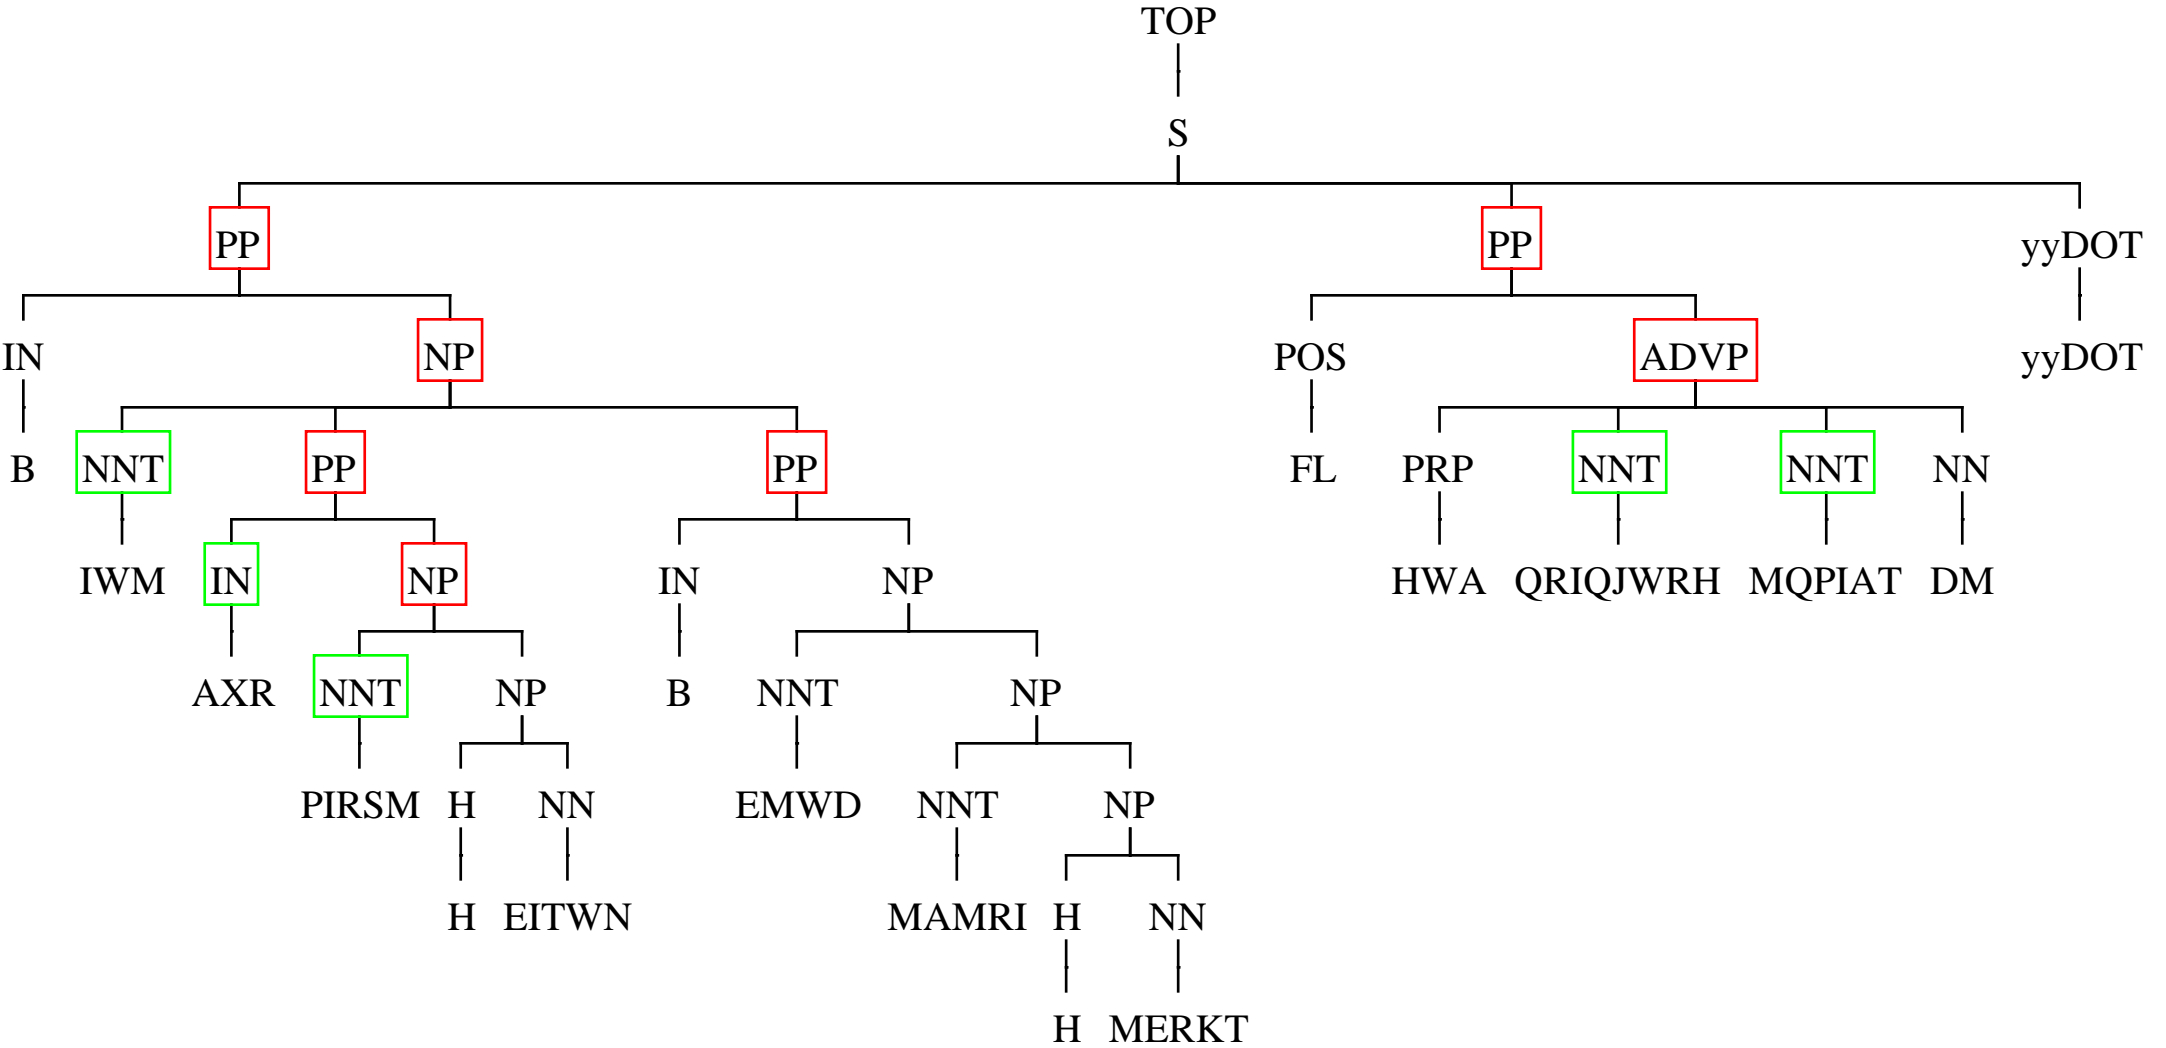 TOP
S
PP PP yyDOT
IN NP POS ADVP yyDOT
B NNT PP PP FL PRP NNT NNT NN
IWM IN NP IN NP HWA QRIQJWRH MQPIAT DM
AXR NNT NP B NNT NP
PIRSM H NN EMWD NNT NP
H EITWN MAMRI H NN
H MERKT